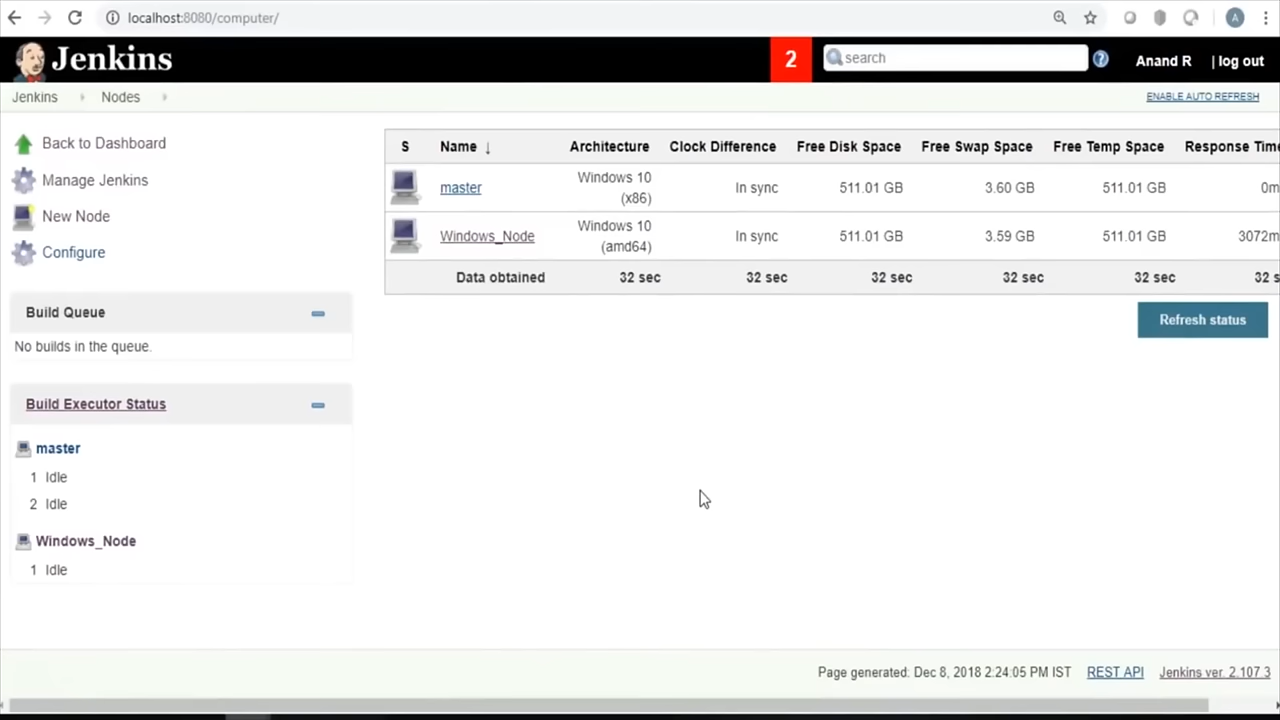 localhost:8080/computer/
A
Jenkins
2
search
?
Anand R
| log out
Jenkins
Nodes
ENABLE AUTO REFRESH
Back to Dashboard
Manage Jenkins
New Node
Configure
Build Queue
No builds in the queue.
Build Executor Status
master
1 Idle
2 Idle
Windows_Node
1 Idle
S Name ↓ Architecture Clock Difference Free Disk Space Free Swap Space Free Temp Space Response Time
master Windows 10 (x86) In sync 511.01 GB 3.60 GB 511.01 GB 0m
Windows_Node Windows 10 (amd64) In sync 511.01 GB 3.59 GB 511.01 GB 3072m
Data obtained 32 sec 32 sec 32 sec 32 sec 32 sec 32 s
Refresh status
Page generated: Dec 8, 2018 2:24:05 PM IST REST API Jenkins ver. 2.107.3